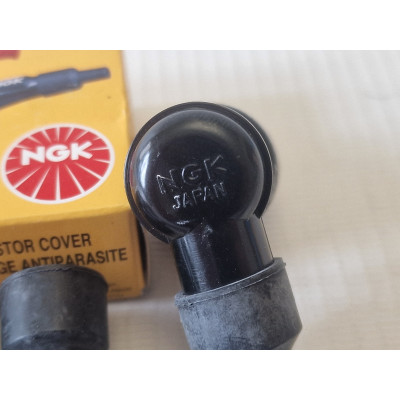 NGK
STOR COVER
GE ANTIPARASITE
NGK
JAPAN